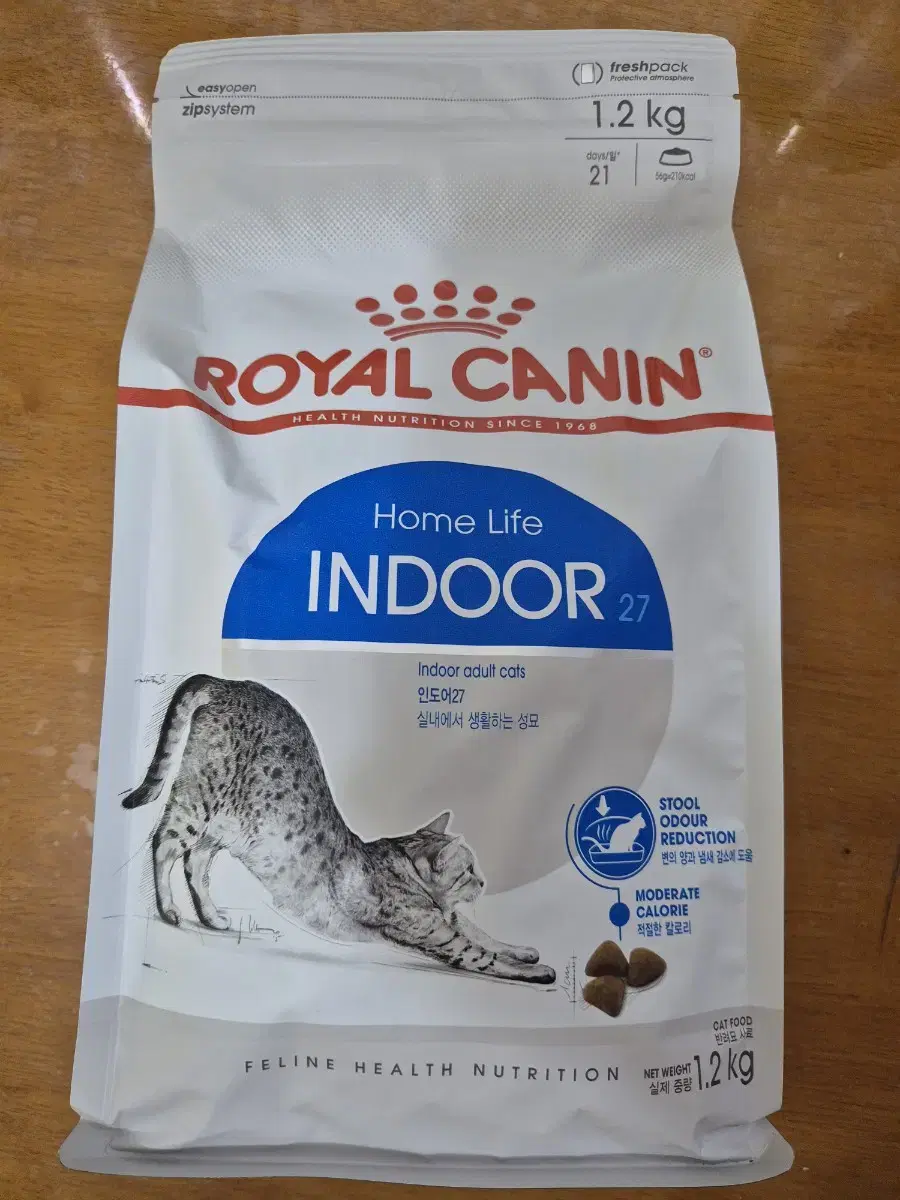 easyopen
zipsystem
freshpack
Protective atmosphere
1.2 kg
days/일*
21
56g=210kcal
ROYAL CANIN®
HEALTH NUTRITION SINCE 1968
Home Life
INDOOR 27
Indoor adult cats
인도어27
실내에서 생활하는 성묘
STOOL
ODOUR
REDUCTION
변의 양과 냄새 감소에 도움
MODERATE
CALORIE
적절한 칼로리
FELINE HEALTH NUTRITION
CAT FOOD
반려묘 사료
NET WEIGHT
실제 중량
1.2 kg